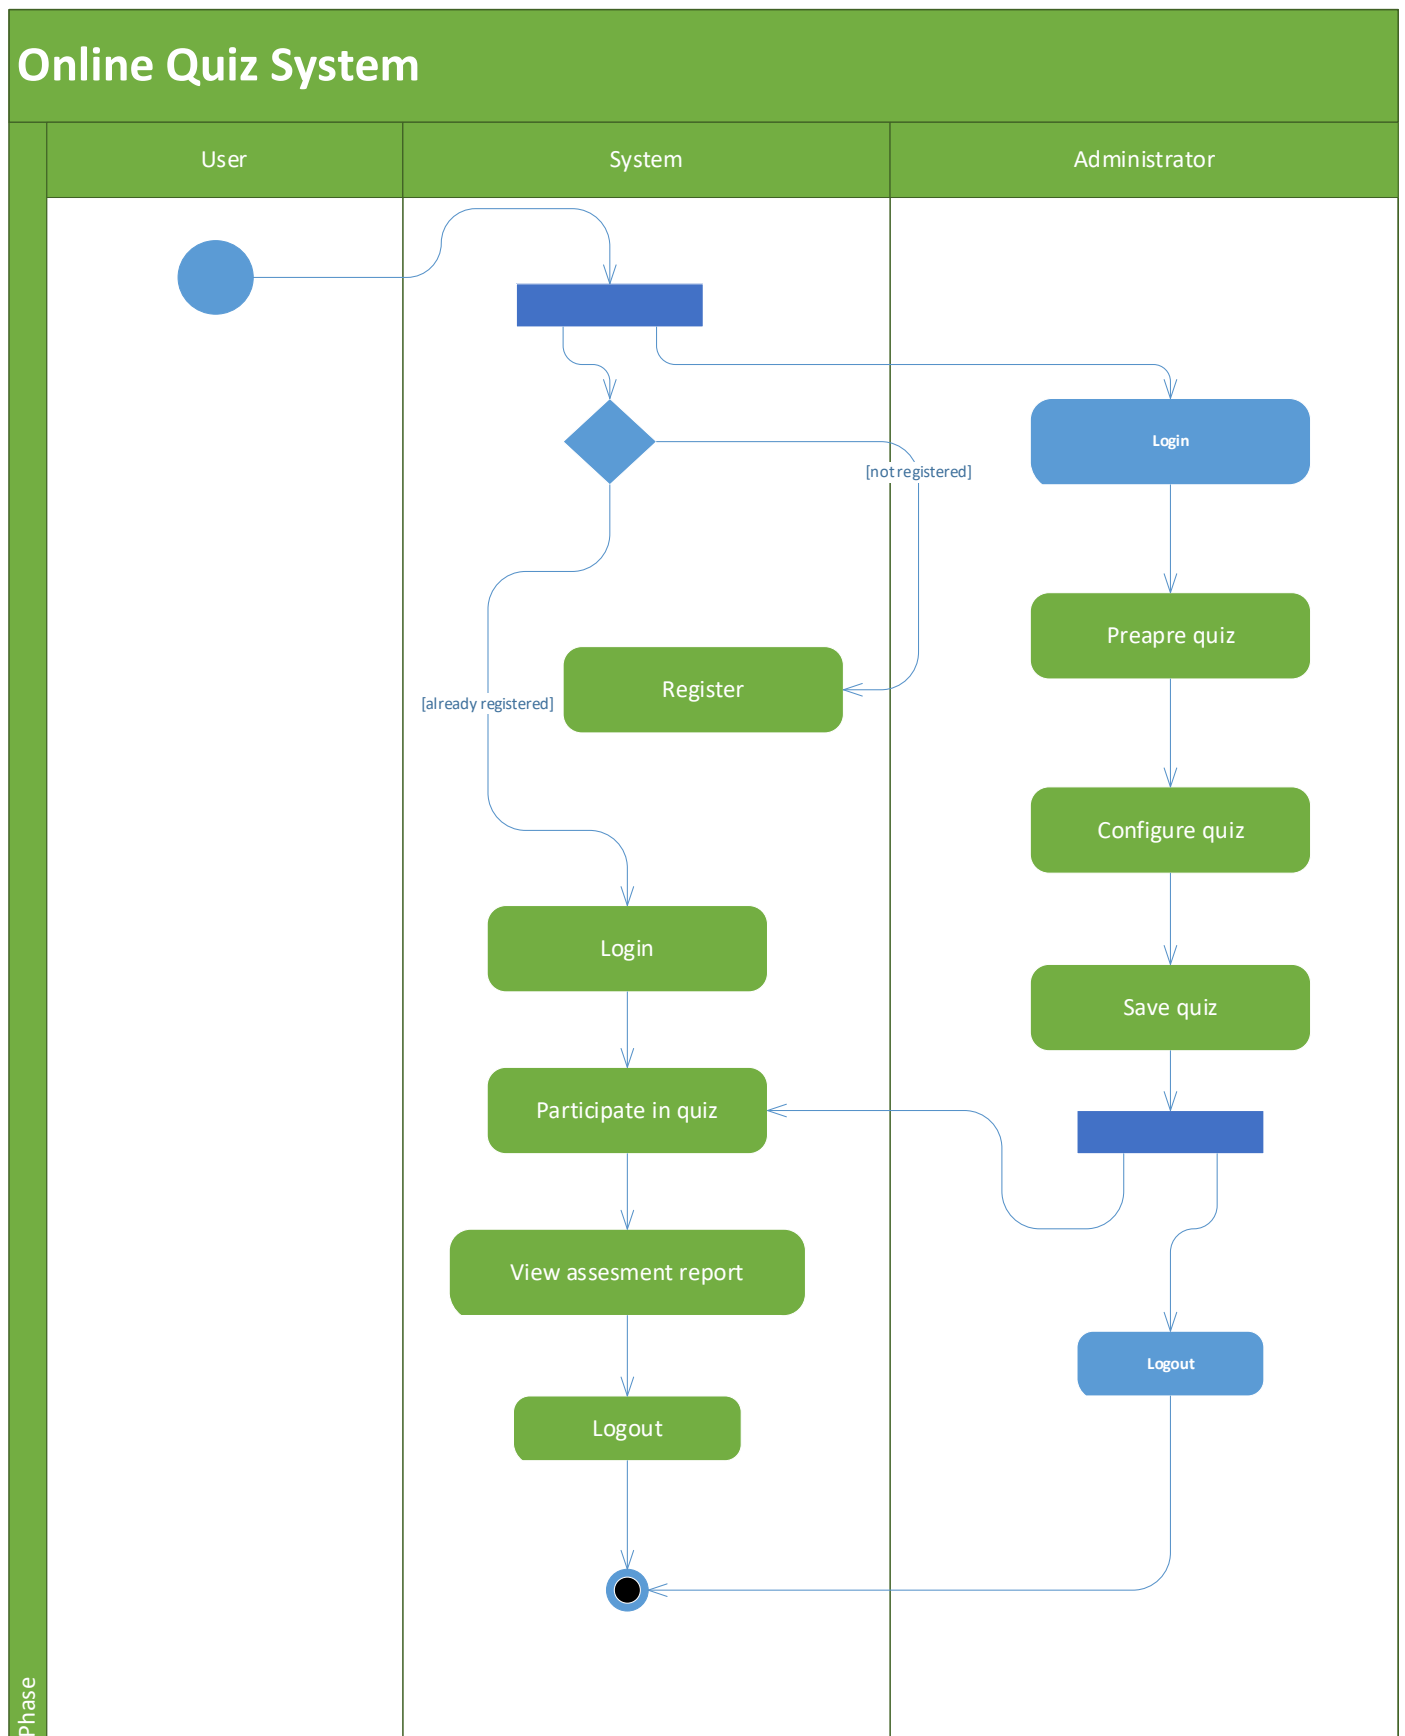 Online Quiz System
User
System
Administrator
Login
[not registered]
Preapre quiz
Register
[already registered]
Configure quiz
Login
Save quiz
Participate in quiz
View assesment report
Logout
Logout
Phase